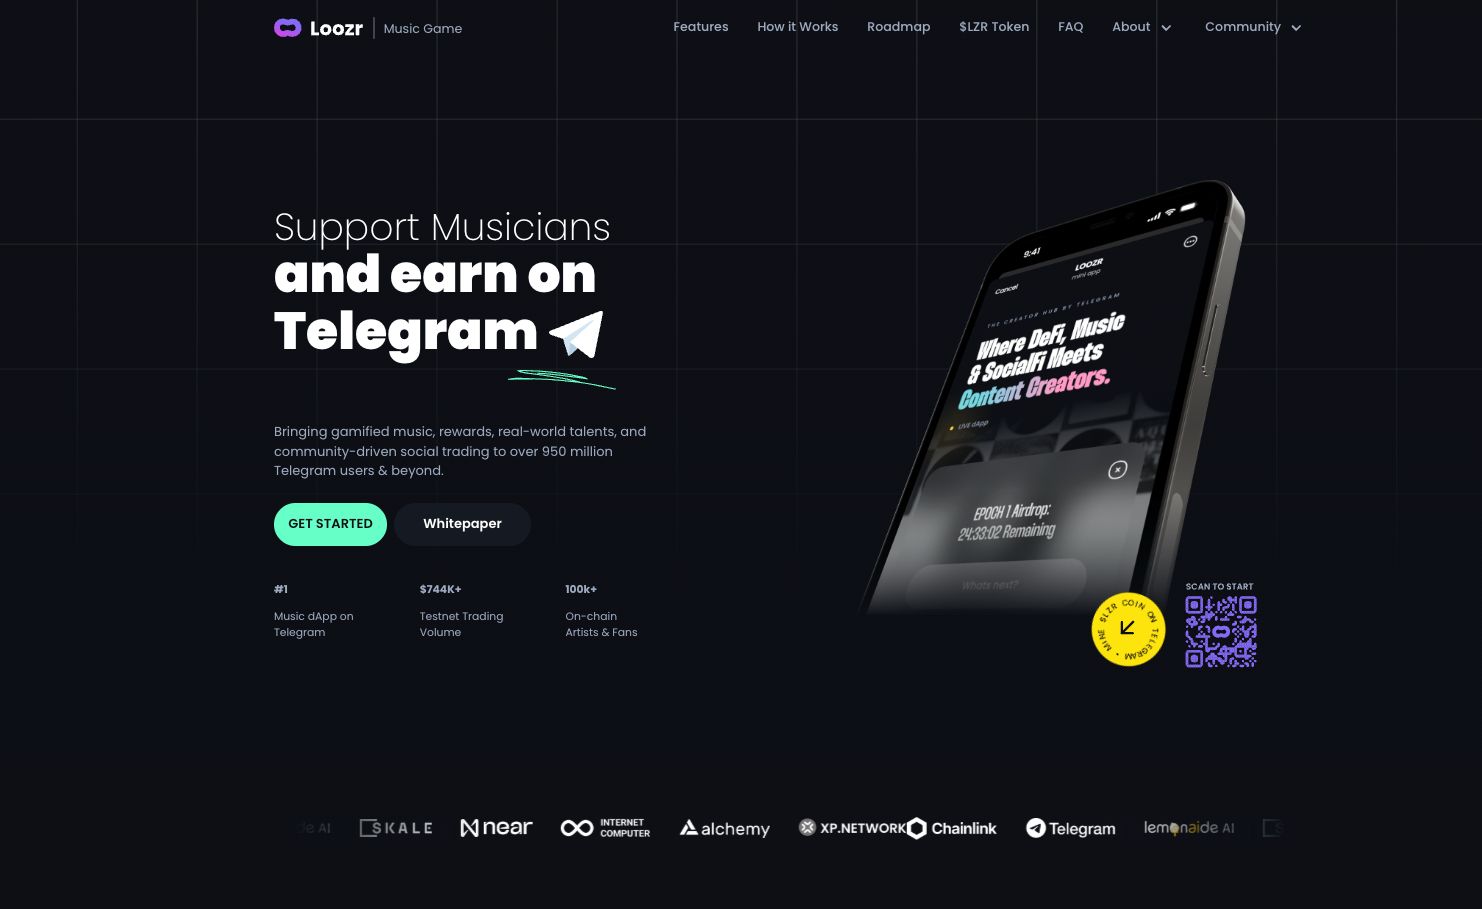 Loozr
Music Game
Features
How it Works
Roadmap
$LZR Token
FAQ
About
Community
Support Musicians
and earn on
Telegram
Bringing gamified music, rewards, real-world talents, and
community-driven social trading to over 950 million
Telegram users & beyond.
GET STARTED
Whitepaper
#1
Music dApp on
Telegram
$744K+
Testnet Trading
Volume
100k+
On-chain
Artists & Fans
9:41
Cancel
LOOZR
mini app
THE CREATOR HUB BY TELEGRAM
Where DeFi, Music
& SocialFi Meets
Content Creators.
LIVE dApp
EPOCH 1 Airdrop:
24:33:02 Remaining
Whats next?
MINE $LZR COIN ON TELEGRAM •
SCAN TO START
de AI
SKALE
near
INTERNET
COMPUTER
alchemy
XP.NETWORK
Chainlink
Telegram
lemonaide AI
S